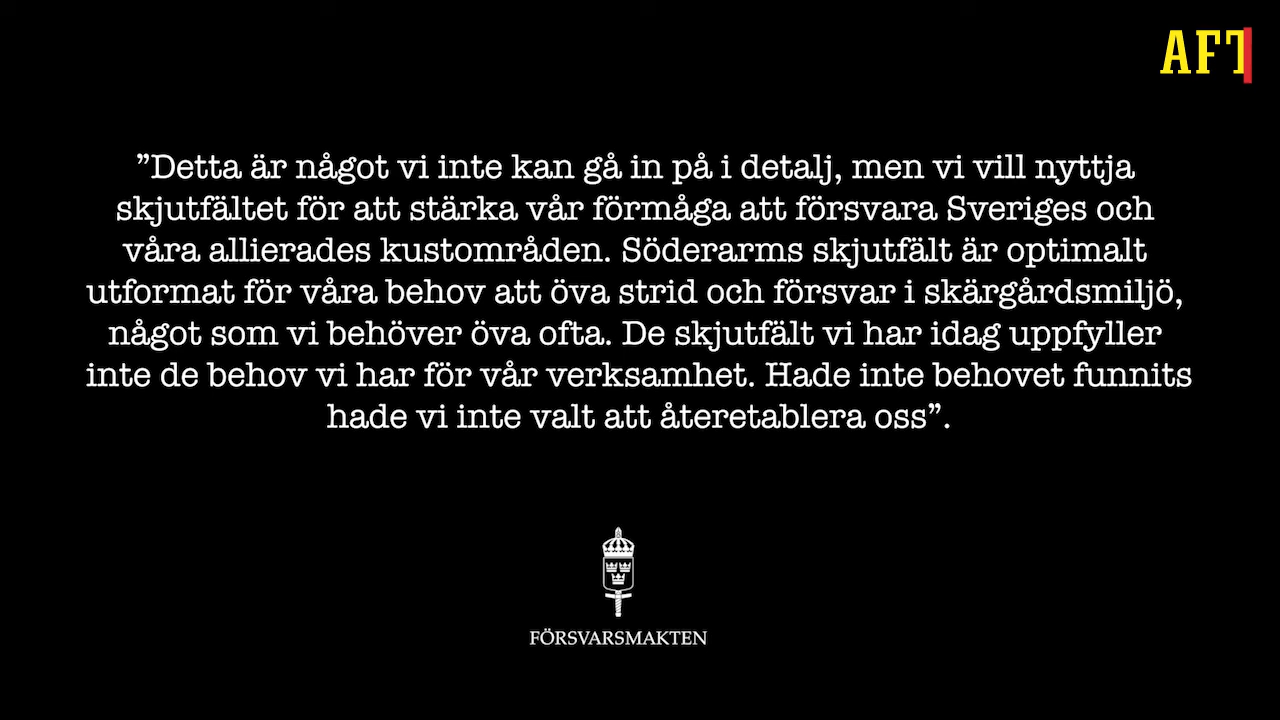 AFT
”Detta är något vi inte kan gå in på i detalj, men vi vill nyttja
skjutfältet för att stärka vår förmåga att försvara Sveriges och
våra allierades kustområden. Söderarms skjutfält är optimalt
utformat för våra behov att öva strid och försvar i skärgårdsmiljö,
något som vi behöver öva ofta. De skjutfält vi har idag uppfyller
inte de behov vi har för vår verksamhet. Hade inte behovet funnits
hade vi inte valt att återetablera oss”.
FÖRSVARSMAKTEN